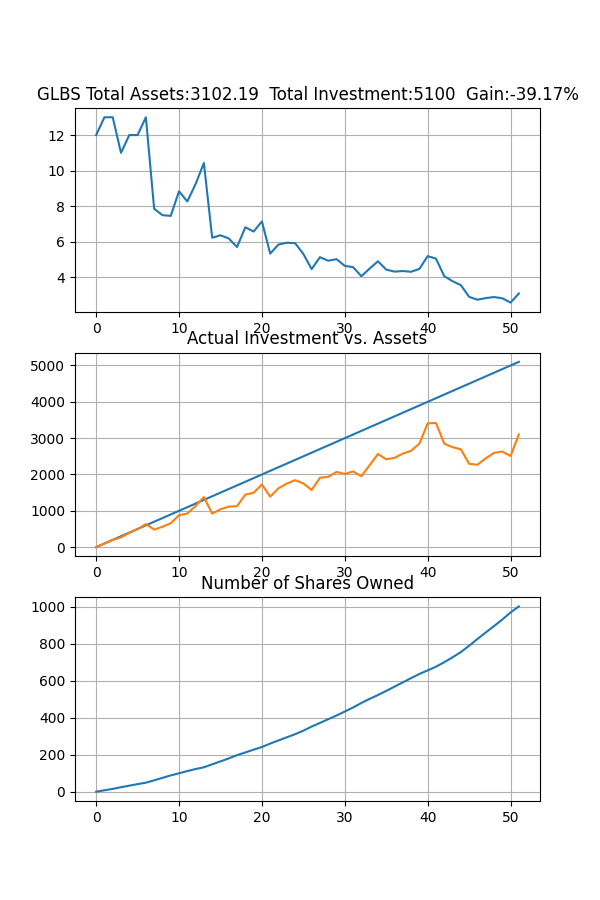 GLBS Total Assets:3102.19  Total Investment:5100  Gain:-39.17%
12
10
8
6
4
0 10 20 30 40 50
Actual Investment vs. Assets
5000
4000
3000
2000
1000
0
0 10 20 30 40 50
Number of Shares Owned
1000
800
600
400
200
0
0 10 20 30 40 50